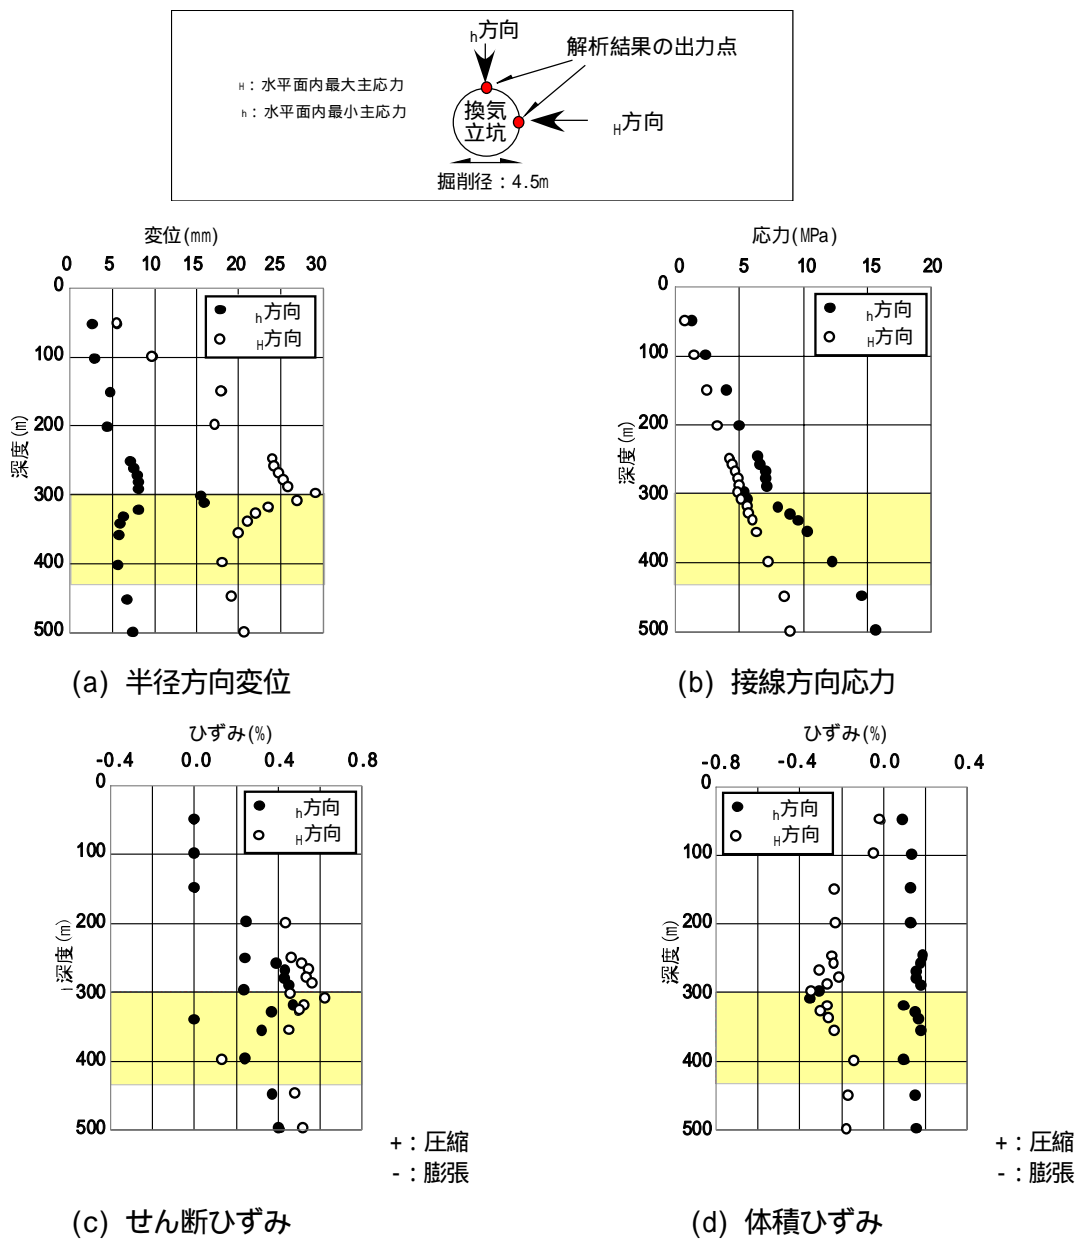 h方向
解析結果の出力点
H：水平面内最大主応力
h：水平面内最小主応力
換気
立坑
H方向
掘削径：4.5m
変位(mm)
0 5 10 15 20 25 30
0
100
200
300
400
500
深度(m)
h方向
H方向
(a) 半径方向変位
応力(MPa)
0 5 10 15 20
0
100
200
300
400
500
深度(m)
h方向
H方向
(b) 接線方向応力
ひずみ(%)
-0.4 0.0 0.4 0.8
0
100
200
300
400
500
深度(m)
h方向
H方向
+：圧縮
-：膨張
(c) せん断ひずみ
ひずみ(%)
-0.8 -0.4 0.0 0.4
0
100
200
300
400
500
深度(m)
h方向
H方向
+：圧縮
-：膨張
(d) 体積ひずみ